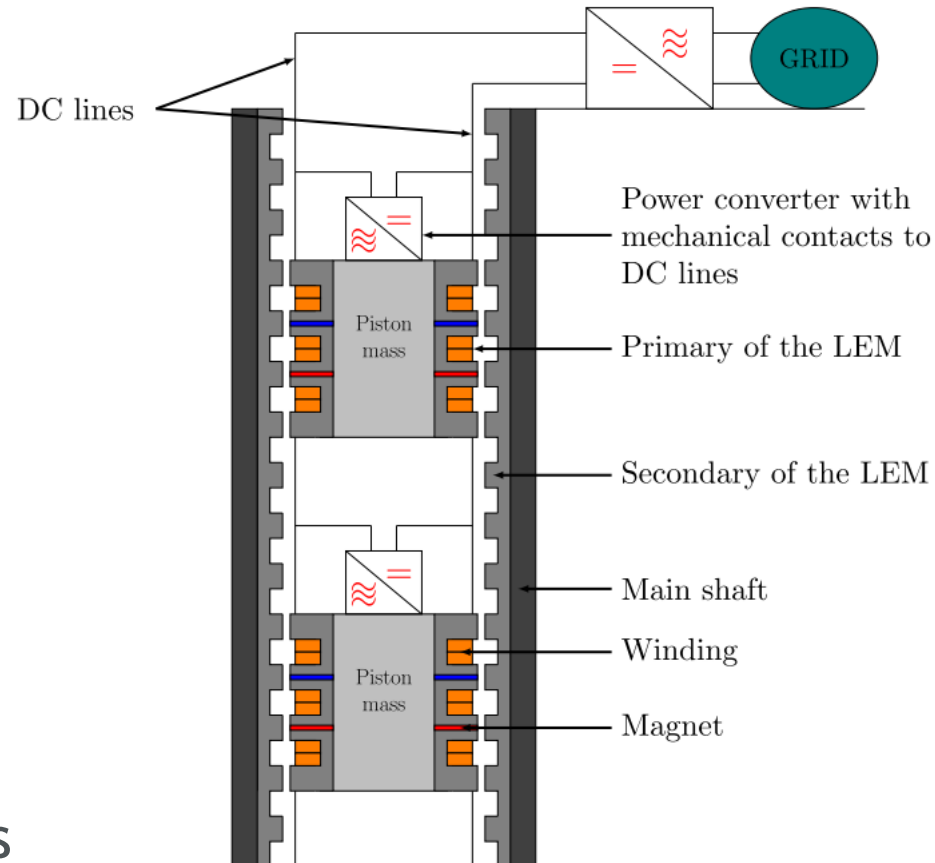 GRID
DC lines
Power converter with
mechanical contacts to
DC lines
Piston
mass
Primary of the LEM
Secondary of the LEM
Main shaft
Winding
Piston
mass
Magnet
s